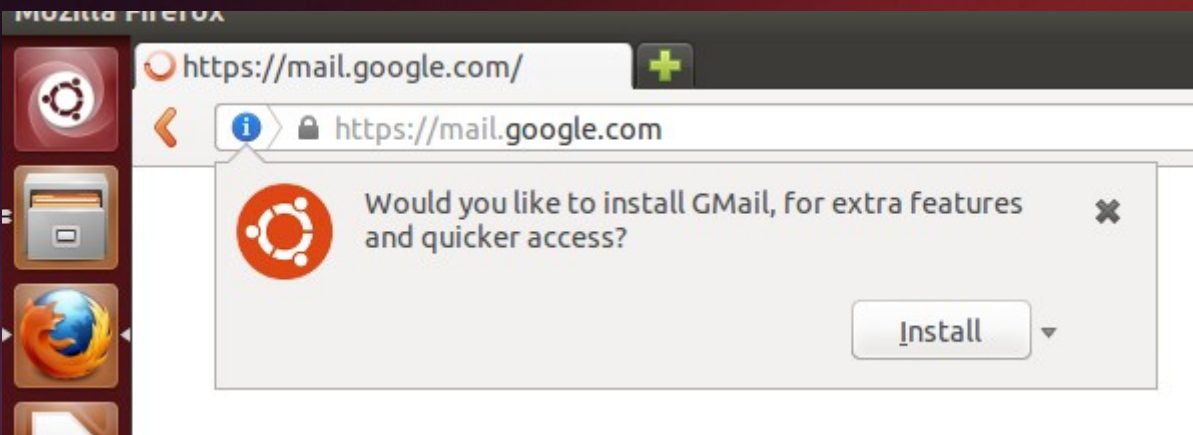 Mozilla Firefox
https://mail.google.com/
https://mail.google.com
Would you like to install GMail, for extra features
and quicker access?
Install